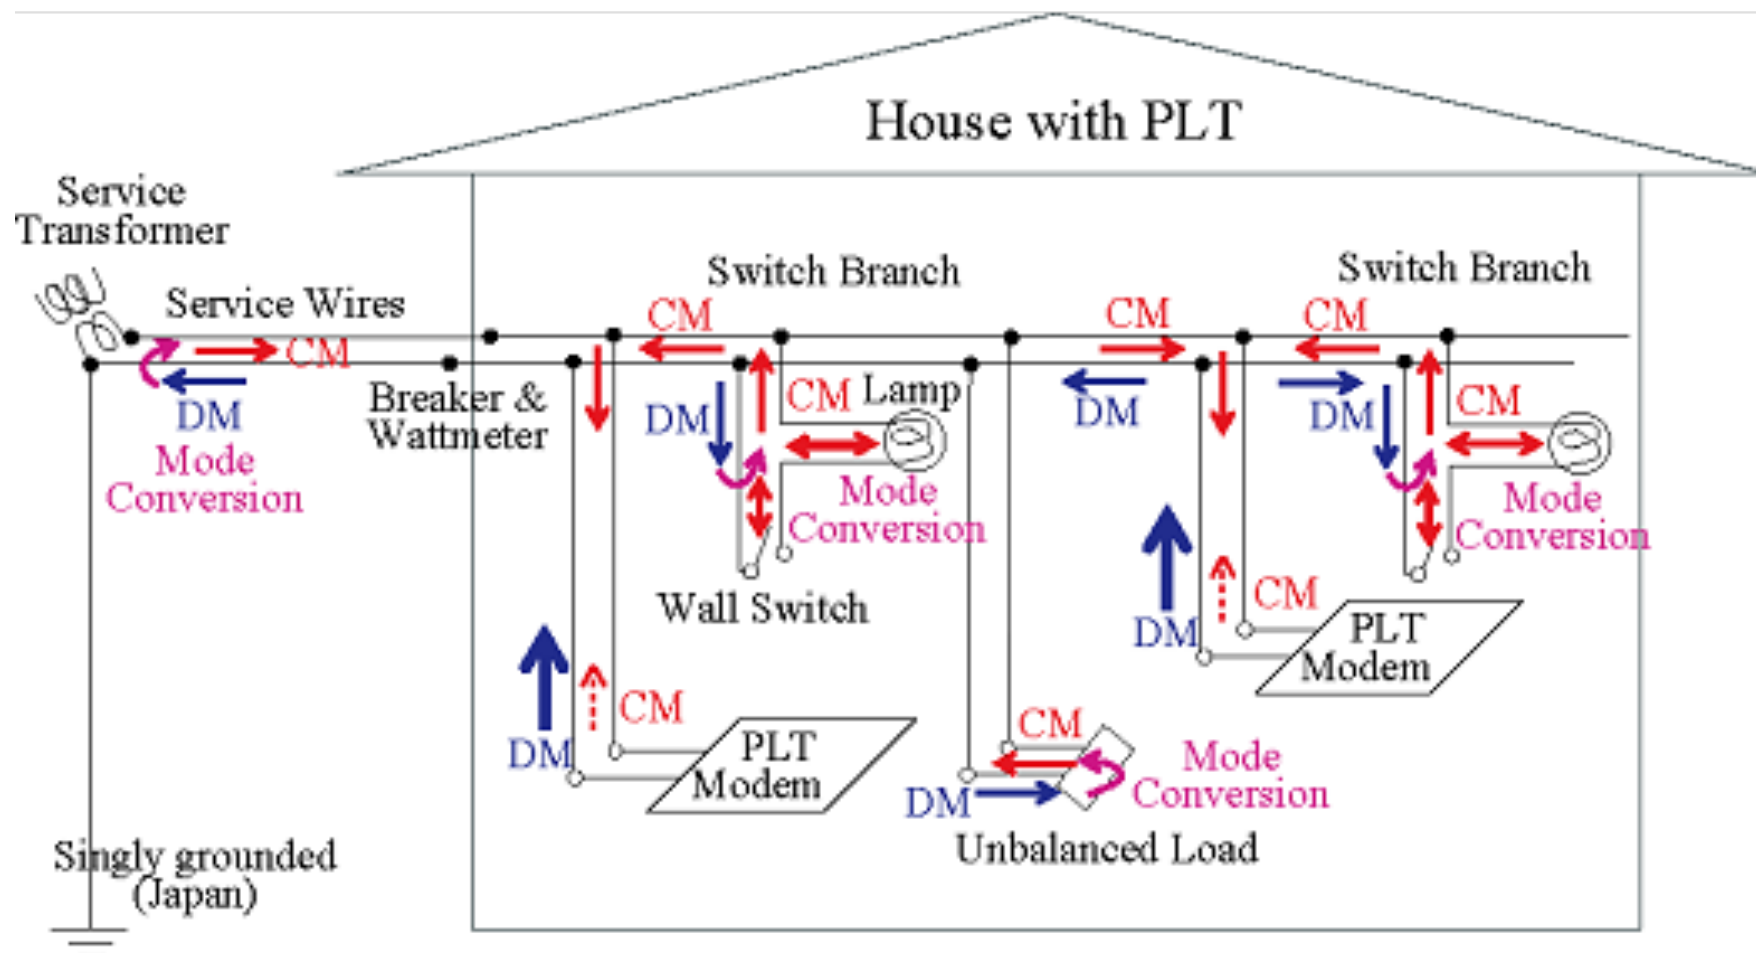 House with PLT
Service
Transformer
Service Wires
CM
DM
Mode
Conversion
Breaker &
Wattmeter
Switch Branch
CM
DM
CM
Lamp
Mode
Conversion
Wall Switch
DM
CM
PLT
Modem
CM
DM
Mode
Conversion
Unbalanced Load
CM
DM
Switch Branch
CM
DM
CM
Mode
Conversion
DM
CM
PLT
Modem
Singly grounded
(Japan)